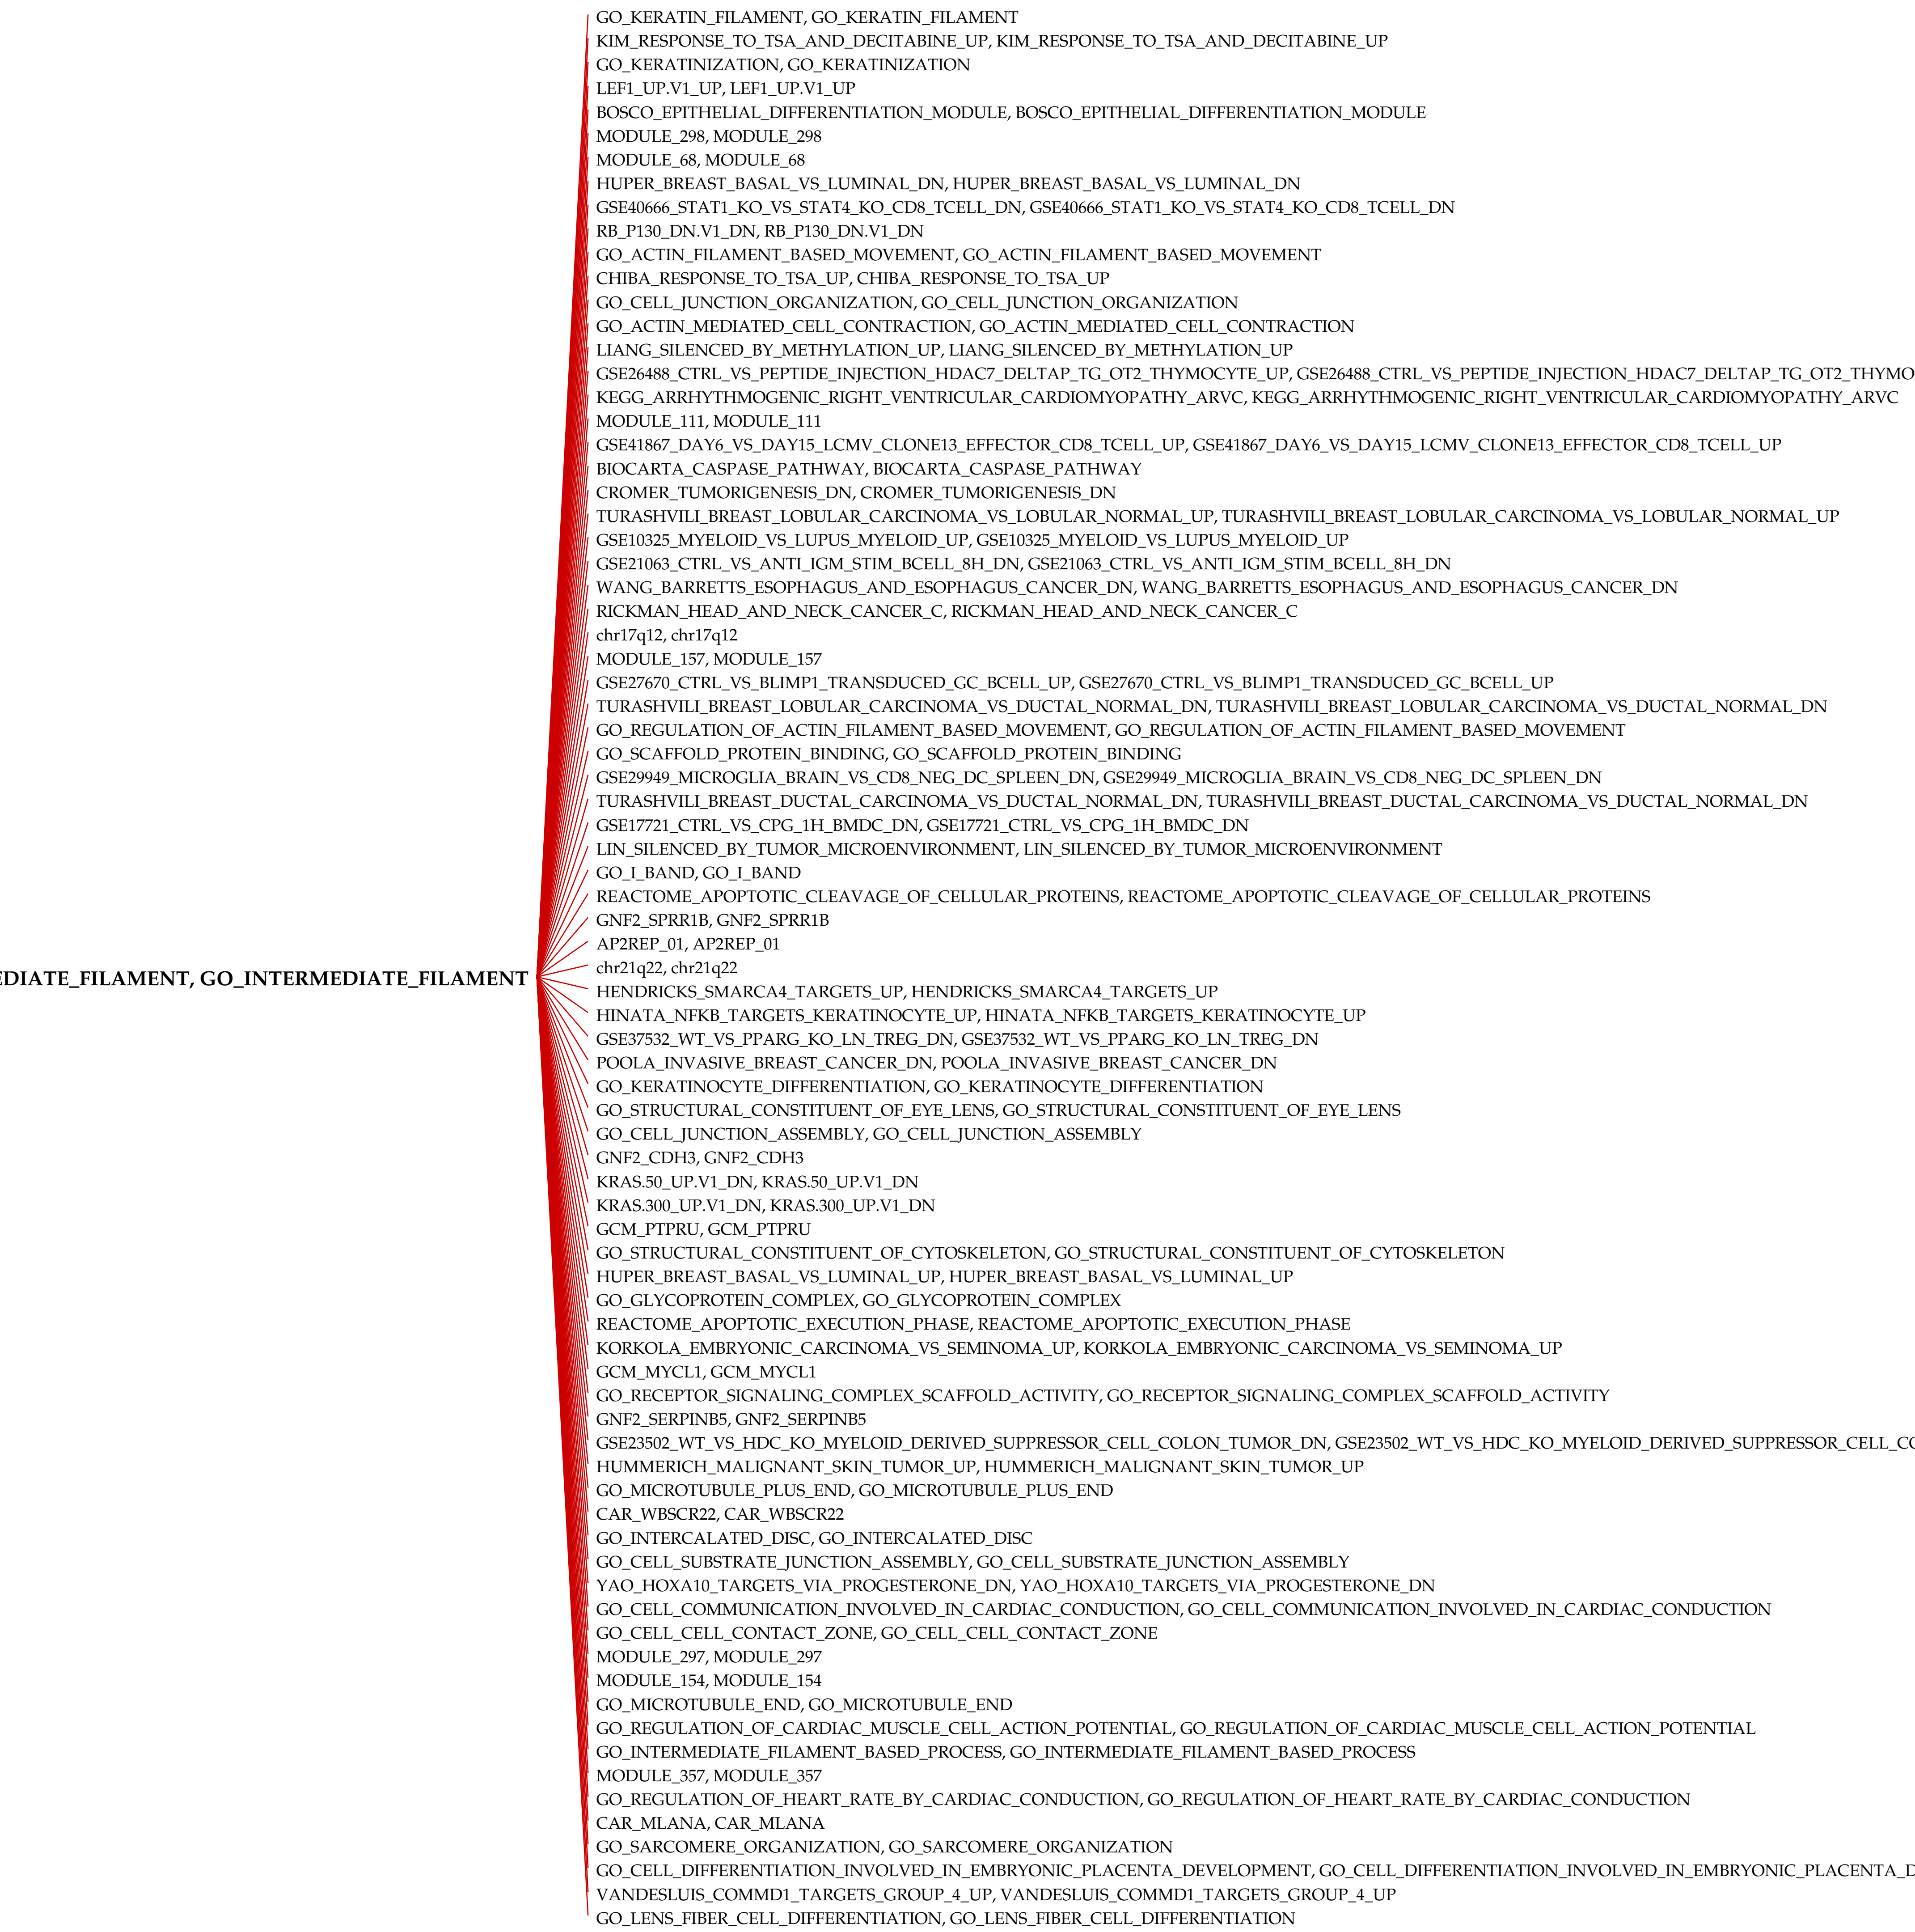 GO_KERATIN_FILAMENT, GO_KERATIN_FILAMENT
KIM_RESPONSE_TO_TSA_AND_DECITABINE_UP, KIM_RESPONSE_TO_TSA_AND_DECITABINE_UP
GO_KERATINIZATION, GO_KERATINIZATION
LEF1_UP.V1_UP, LEF1_UP.V1_UP
BOSCO_EPITHELIAL_DIFFERENTIATION_MODULE, BOSCO_EPITHELIAL_DIFFERENTIATION_MODULE
MODULE_298, MODULE_298
MODULE_68, MODULE_68
HUPER_BREAST_BASAL_VS_LUMINAL_DN, HUPER_BREAST_BASAL_VS_LUMINAL_DN
GSE40666_STAT1_KO_VS_STAT4_KO_CD8_TCELL_DN, GSE40666_STAT1_KO_VS_STAT4_KO_CD8_TCELL_DN
RB_P130_DN.V1_DN, RB_P130_DN.V1_DN
GO_ACTIN_FILAMENT_BASED_MOVEMENT, GO_ACTIN_FILAMENT_BASED_MOVEMENT
CHIBA_RESPONSE_TO_TSA_UP, CHIBA_RESPONSE_TO_TSA_UP
GO_CELL_JUNCTION_ORGANIZATION, GO_CELL_JUNCTION_ORGANIZATION
GO_ACTIN_MEDIATED_CELL_CONTRACTION, GO_ACTIN_MEDIATED_CELL_CONTRACTION
LIANG_SILENCED_BY_METHYLATION_UP, LIANG_SILENCED_BY_METHYLATION_UP
GSE26488_CTRL_VS_PEPTIDE_INJECTION_HDAC7_DELTAP_TG_OT2_THYMOCYTE_UP, GSE26488_CTRL_VS_PEPTIDE_INJECTION_HDAC7_DELTAP_TG_OT2_THYMO
KEGG_ARRHYTHMOGENIC_RIGHT_VENTRICULAR_CARDIOMYOPATHY_ARVC, KEGG_ARRHYTHMOGENIC_RIGHT_VENTRICULAR_CARDIOMYOPATHY_ARVC
MODULE_111, MODULE_111
GSE41867_DAY6_VS_DAY15_LCMV_CLONE13_EFFECTOR_CD8_TCELL_UP, GSE41867_DAY6_VS_DAY15_LCMV_CLONE13_EFFECTOR_CD8_TCELL_UP
BIOCARTA_CASPASE_PATHWAY, BIOCARTA_CASPASE_PATHWAY
CROMER_TUMORIGENESIS_DN, CROMER_TUMORIGENESIS_DN
TURASHVILI_BREAST_LOBULAR_CARCINOMA_VS_LOBULAR_NORMAL_UP, TURASHVILI_BREAST_LOBULAR_CARCINOMA_VS_LOBULAR_NORMAL_UP
GSE10325_MYELOID_VS_LUPUS_MYELOID_UP, GSE10325_MYELOID_VS_LUPUS_MYELOID_UP
GSE21063_CTRL_VS_ANTI_IGM_STIM_BCELL_8H_DN, GSE21063_CTRL_VS_ANTI_IGM_STIM_BCELL_8H_DN
WANG_BARRETTS_ESOPHAGUS_AND_ESOPHAGUS_CANCER_DN, WANG_BARRETTS_ESOPHAGUS_AND_ESOPHAGUS_CANCER_DN
RICKMAN_HEAD_AND_NECK_CANCER_C, RICKMAN_HEAD_AND_NECK_CANCER_C
chr17q12, chr17q12
MODULE_157, MODULE_157
GSE27670_CTRL_VS_BLIMP1_TRANSDUCED_GC_BCELL_UP, GSE27670_CTRL_VS_BLIMP1_TRANSDUCED_GC_BCELL_UP
TURASHVILI_BREAST_LOBULAR_CARCINOMA_VS_DUCTAL_NORMAL_DN, TURASHVILI_BREAST_LOBULAR_CARCINOMA_VS_DUCTAL_NORMAL_DN
GO_REGULATION_OF_ACTIN_FILAMENT_BASED_MOVEMENT, GO_REGULATION_OF_ACTIN_FILAMENT_BASED_MOVEMENT
GO_SCAFFOLD_PROTEIN_BINDING, GO_SCAFFOLD_PROTEIN_BINDING
GSE29949_MICROGLIA_BRAIN_VS_CD8_NEG_DC_SPLEEN_DN, GSE29949_MICROGLIA_BRAIN_VS_CD8_NEG_DC_SPLEEN_DN
TURASHVILI_BREAST_DUCTAL_CARCINOMA_VS_DUCTAL_NORMAL_DN, TURASHVILI_BREAST_DUCTAL_CARCINOMA_VS_DUCTAL_NORMAL_DN
GSE17721_CTRL_VS_CPG_1H_BMDC_DN, GSE17721_CTRL_VS_CPG_1H_BMDC_DN
LIN_SILENCED_BY_TUMOR_MICROENVIRONMENT, LIN_SILENCED_BY_TUMOR_MICROENVIRONMENT
GO_I_BAND, GO_I_BAND
REACTOME_APOPTOTIC_CLEAVAGE_OF_CELLULAR_PROTEINS, REACTOME_APOPTOTIC_CLEAVAGE_OF_CELLULAR_PROTEINS
GNF2_SPRR1B, GNF2_SPRR1B
AP2REP_01, AP2REP_01
chr21q22, chr21q22
EDIATE_FILAMENT, GO_INTERMEDIATE_FILAMENT
HENDRICKS_SMARCA4_TARGETS_UP, HENDRICKS_SMARCA4_TARGETS_UP
HINATA_NFKB_TARGETS_KERATINOCYTE_UP, HINATA_NFKB_TARGETS_KERATINOCYTE_UP
GSE37532_WT_VS_PPARG_KO_LN_TREG_DN, GSE37532_WT_VS_PPARG_KO_LN_TREG_DN
POOLA_INVASIVE_BREAST_CANCER_DN, POOLA_INVASIVE_BREAST_CANCER_DN
GO_KERATINOCYTE_DIFFERENTIATION, GO_KERATINOCYTE_DIFFERENTIATION
GO_STRUCTURAL_CONSTITUENT_OF_EYE_LENS, GO_STRUCTURAL_CONSTITUENT_OF_EYE_LENS
GO_CELL_JUNCTION_ASSEMBLY, GO_CELL_JUNCTION_ASSEMBLY
GNF2_CDH3, GNF2_CDH3
KRAS.50_UP.V1_DN, KRAS.50_UP.V1_DN
KRAS.300_UP.V1_DN, KRAS.300_UP.V1_DN
GCM_PTPRU, GCM_PTPRU
GO_STRUCTURAL_CONSTITUENT_OF_CYTOSKELETON, GO_STRUCTURAL_CONSTITUENT_OF_CYTOSKELETON
HUPER_BREAST_BASAL_VS_LUMINAL_UP, HUPER_BREAST_BASAL_VS_LUMINAL_UP
GO_GLYCOPROTEIN_COMPLEX, GO_GLYCOPROTEIN_COMPLEX
REACTOME_APOPTOTIC_EXECUTION_PHASE, REACTOME_APOPTOTIC_EXECUTION_PHASE
KORKOLA_EMBRYONIC_CARCINOMA_VS_SEMINOMA_UP, KORKOLA_EMBRYONIC_CARCINOMA_VS_SEMINOMA_UP
GCM_MYCL1, GCM_MYCL1
GO_RECEPTOR_SIGNALING_COMPLEX_SCAFFOLD_ACTIVITY, GO_RECEPTOR_SIGNALING_COMPLEX_SCAFFOLD_ACTIVITY
GNF2_SERPINB5, GNF2_SERPINB5
GSE23502_WT_VS_HDC_KO_MYELOID_DERIVED_SUPPRESSOR_CELL_COLON_TUMOR_DN, GSE23502_WT_VS_HDC_KO_MYELOID_DERIVED_SUPPRESSOR_CELL_CO
HUMMERICH_MALIGNANT_SKIN_TUMOR_UP, HUMMERICH_MALIGNANT_SKIN_TUMOR_UP
GO_MICROTUBULE_PLUS_END, GO_MICROTUBULE_PLUS_END
CAR_WBSCR22, CAR_WBSCR22
GO_INTERCALATED_DISC, GO_INTERCALATED_DISC
GO_CELL_SUBSTRATE_JUNCTION_ASSEMBLY, GO_CELL_SUBSTRATE_JUNCTION_ASSEMBLY
YAO_HOXA10_TARGETS_VIA_PROGESTERONE_DN, YAO_HOXA10_TARGETS_VIA_PROGESTERONE_DN
GO_CELL_COMMUNICATION_INVOLVED_IN_CARDIAC_CONDUCTION, GO_CELL_COMMUNICATION_INVOLVED_IN_CARDIAC_CONDUCTION
GO_CELL_CELL_CONTACT_ZONE, GO_CELL_CELL_CONTACT_ZONE
MODULE_297, MODULE_297
MODULE_154, MODULE_154
GO_MICROTUBULE_END, GO_MICROTUBULE_END
GO_REGULATION_OF_CARDIAC_MUSCLE_CELL_ACTION_POTENTIAL, GO_REGULATION_OF_CARDIAC_MUSCLE_CELL_ACTION_POTENTIAL
GO_INTERMEDIATE_FILAMENT_BASED_PROCESS, GO_INTERMEDIATE_FILAMENT_BASED_PROCESS
MODULE_357, MODULE_357
GO_REGULATION_OF_HEART_RATE_BY_CARDIAC_CONDUCTION, GO_REGULATION_OF_HEART_RATE_BY_CARDIAC_CONDUCTION
CAR_MLANA, CAR_MLANA
GO_SARCOMERE_ORGANIZATION, GO_SARCOMERE_ORGANIZATION
GO_CELL_DIFFERENTIATION_INVOLVED_IN_EMBRYONIC_PLACENTA_DEVELOPMENT, GO_CELL_DIFFERENTIATION_INVOLVED_IN_EMBRYONIC_PLACENTA_D
VANDESLUIS_COMMD1_TARGETS_GROUP_4_UP, VANDESLUIS_COMMD1_TARGETS_GROUP_4_UP
GO_LENS_FIBER_CELL_DIFFERENTIATION, GO_LENS_FIBER_CELL_DIFFERENTIATION